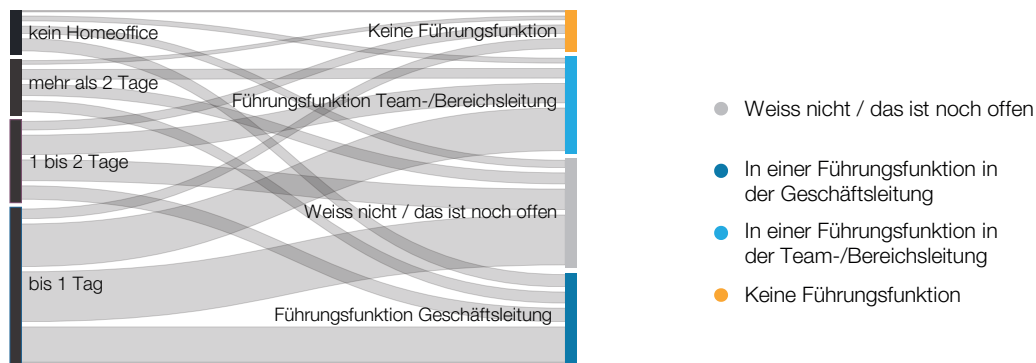 kein Homeoffice
mehr als 2 Tage
1 bis 2 Tage
bis 1 Tag
Keine Führungsfunktion
Führungsfunktion Team-/Bereichsleitung
Weiss nicht / das ist noch offen
Führungsfunktion Geschäftsleitung
Weiss nicht / das ist noch offen
In einer Führungsfunktion in
der Geschäftsleitung
In einer Führungsfunktion in
der Team-/Bereichsleitung
Keine Führungsfunktion